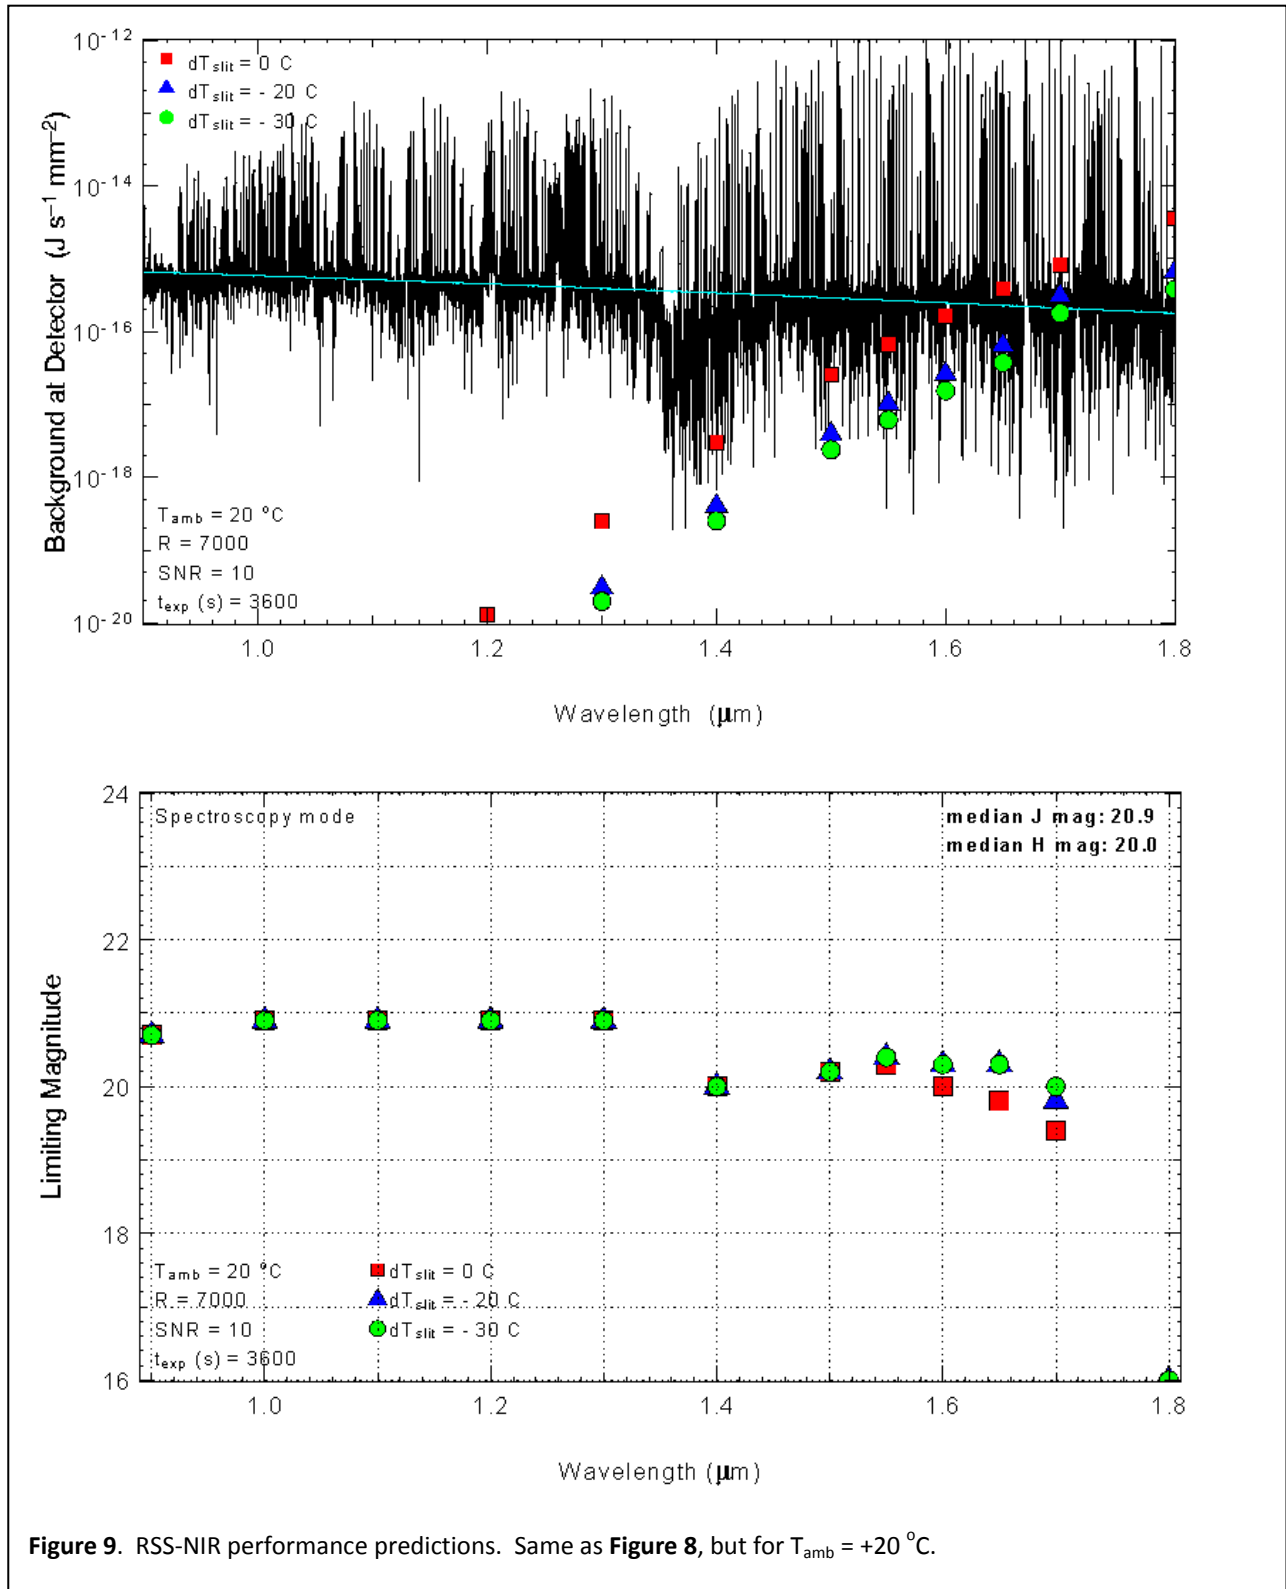 10⁻¹²
dT_slit = 0 C
dT_slit = - 20 C
dT_slit = - 30 C
10⁻¹⁴
10⁻¹⁶
10⁻¹⁸
10⁻²⁰
Background at Detector (J s⁻¹ mm⁻²)
T_amb = 20 °C
R = 7000
SNR = 10
t_exp (s) = 3600
1.0 1.2 1.4 1.6 1.8
Wavelength (μm)
24
22
20
18
16
Limiting Magnitude
Spectroscopy mode
median J mag: 20.9
median H mag: 20.0
T_amb = 20 °C
R = 7000
SNR = 10
t_exp (s) = 3600
dT_slit = 0 C
dT_slit = - 20 C
dT_slit = - 30 C
1.0 1.2 1.4 1.6 1.8
Wavelength (μm)
Figure 9. RSS-NIR performance predictions. Same as Figure 8, but for T_amb = +20 °C.